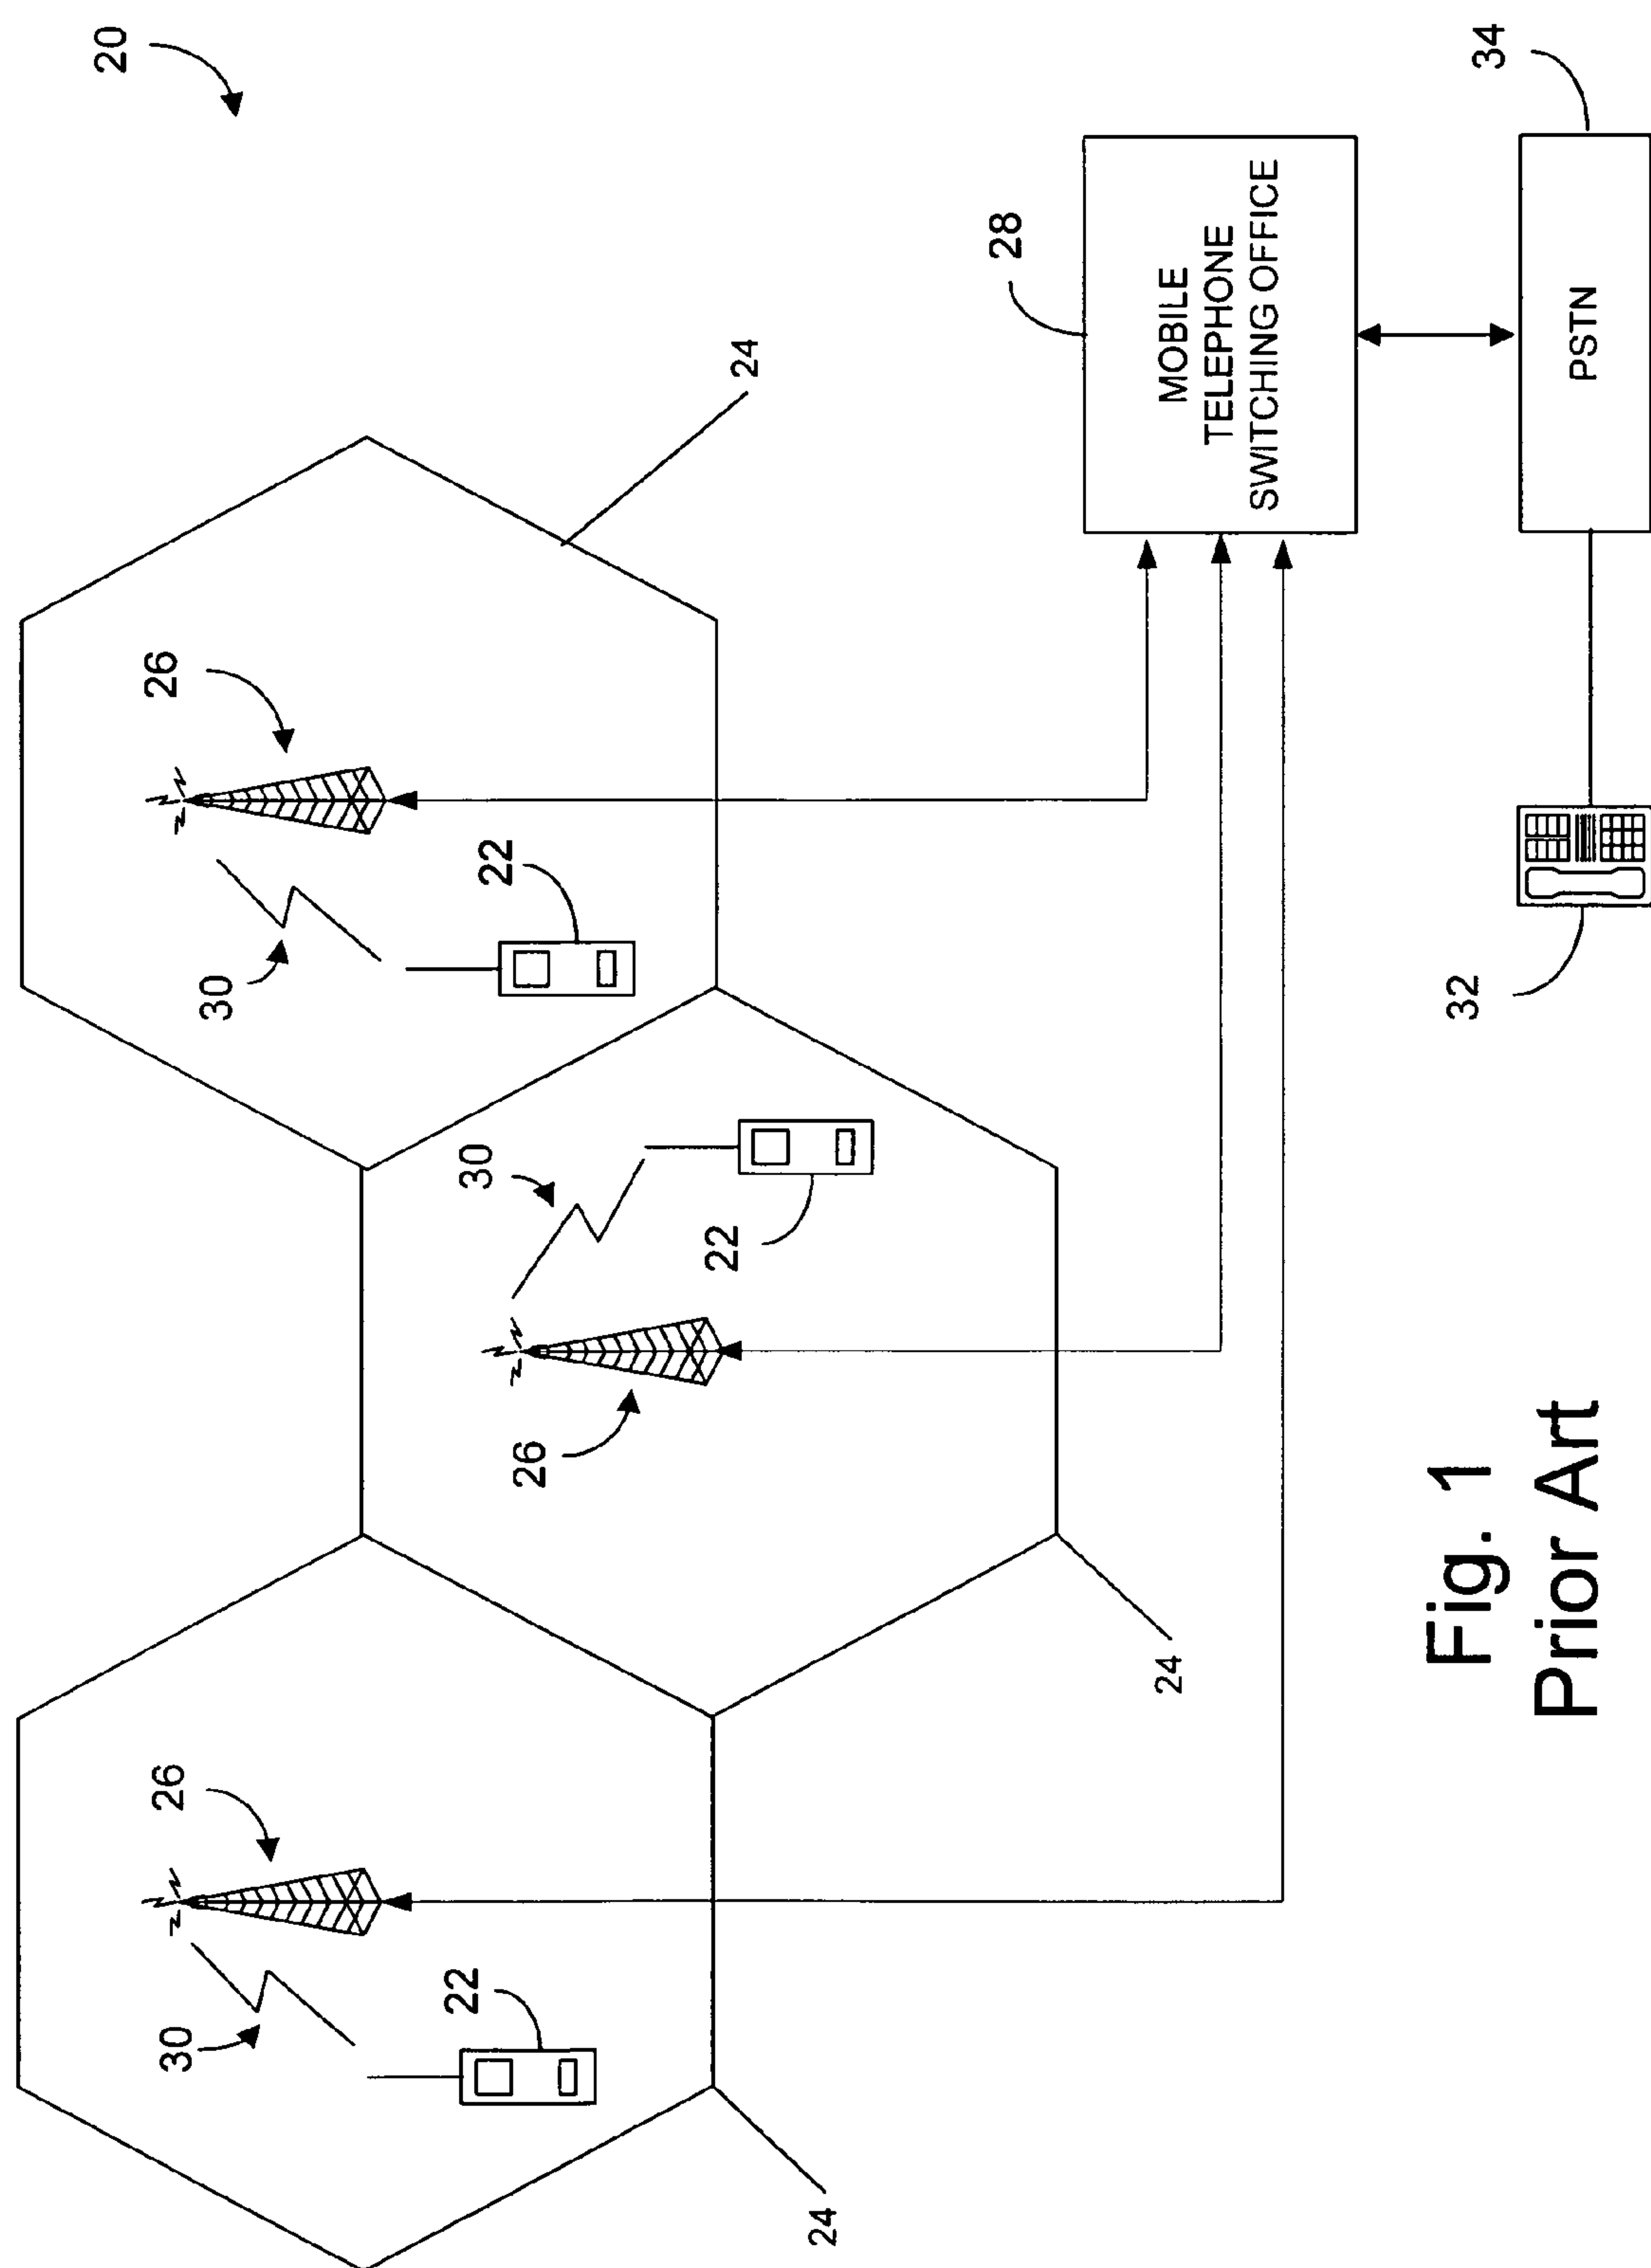 20
26
26
30
30
22
30
22
26
22
24
24
28
24
MOBILE
TELEPHONE
SWITCHING OFFICE
34
32
PSTN
Fig. 1
Prior Art